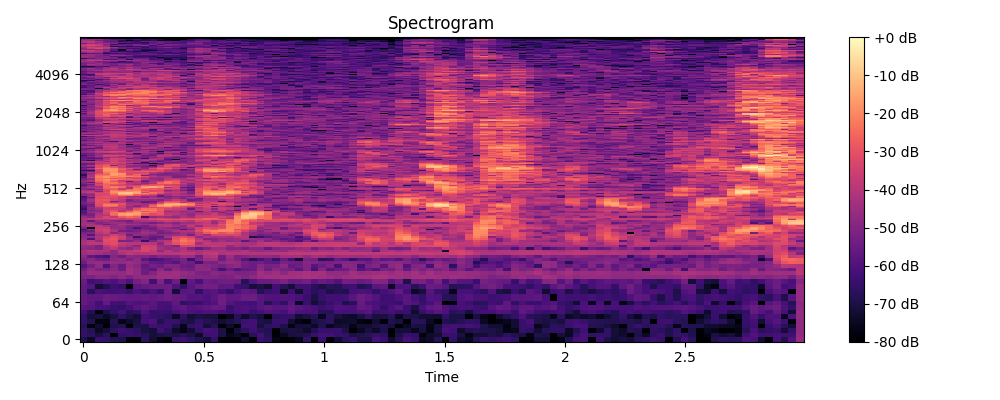 Spectrogram
+0 dB
4096
-10 dB
2048
-20 dB
1024
-30 dB
512
-40 dB
Hz
256
-50 dB
128
-60 dB
64
-70 dB
0
-80 dB
0 0.5 1 1.5 2 2.5
Time